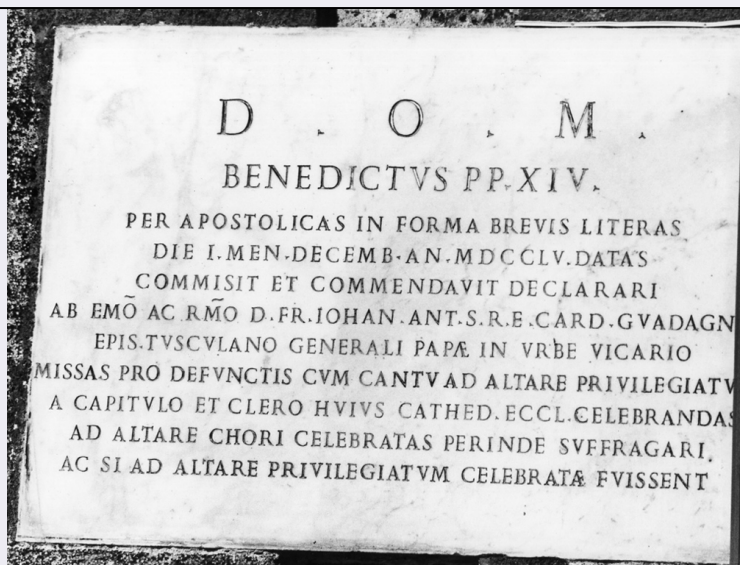 D . O . M .
BENEDICTVS PP. XIV.
PER APOSTOLICAS IN FORMA BREVIS LITERAS
DIE I. MEN. DECEMB. AN. MDCCLV. DATAS
COMMISIT ET COMMENDAVIT DECLARARI
AB EMÕ AC RM̃O D. FR. IOHAN. ANT. S. R. E. CARD. GVADAGN
EPIS. TVSCVLANO GENERALI PAPÆ IN VRBE VICARIO
MISSAS PRO DEFVNCTIS CVM CANTV AD ALTARE PRIVILEGIATV
A CAPITVLO ET CLERO HVIVS CATHED. ECCL. CELEBRANDAS
AD ALTARE CHORI CELEBRATAS PERINDE SVFFRAGARI.
AC SI AD ALTARE PRIVILEGIATVM CELEBRATÆ FVISSENT